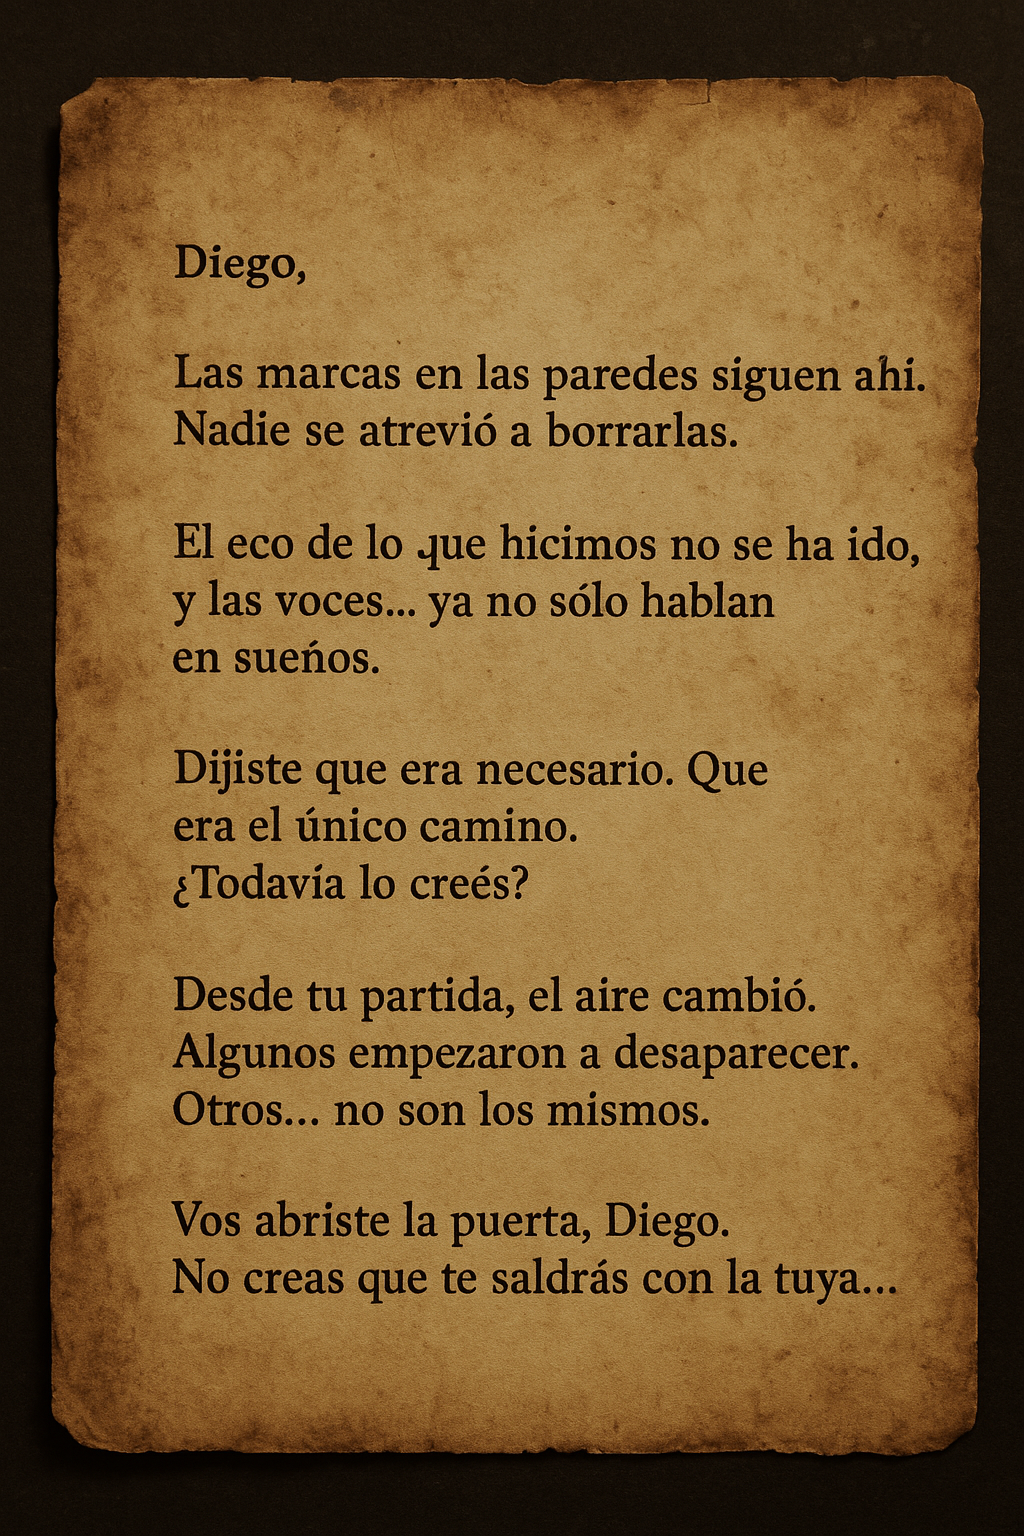 Diego,
Las marcas en las paredes siguen ahi.
Nadie se atrevió a borrarlas.
El eco de lo que hicimos no se ha ido,
y las voces... ya no sólo hablan
en sueńos.
Dijiste que era necesario. Que
era el único camino.
¿Todavía lo creés?
Desde tu partida, el aire cambió.
Algunos empezaron a desaparecer.
Otros... no son los mismos.
Vos abriste la puerta, Diego.
No creas que te saldrás con la tuya...